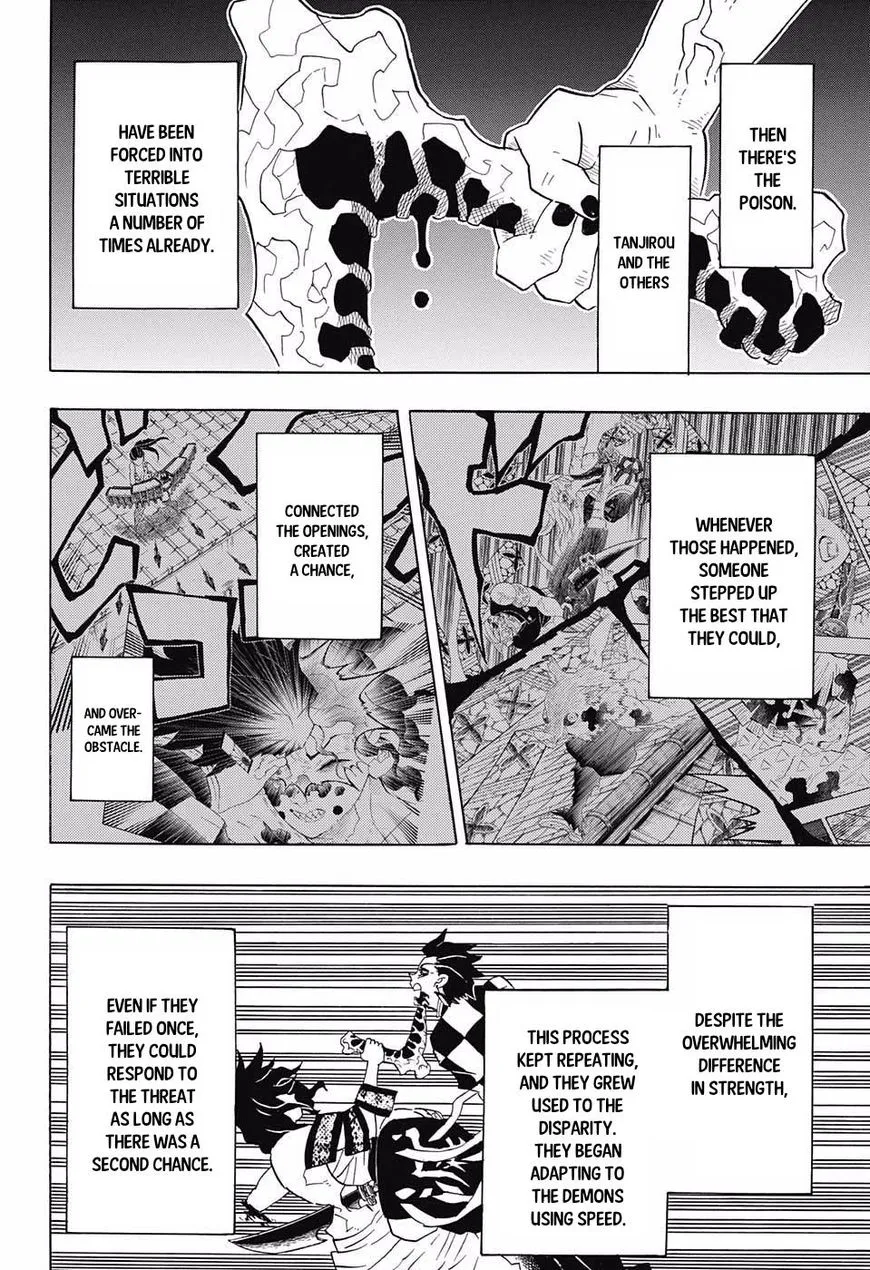 THEN
THERE'S
THE
POISON.
TANJIROU
AND THE
OTHERS
HAVE BEEN
FORCED INTO
TERRIBLE
SITUATIONS
A NUMBER OF
TIMES ALREADY.
WHENEVER
THOSE HAPPENED,
SOMEONE
STEPPED UP
THE BEST THAT
THEY COULD,
CONNECTED
THE OPENINGS,
CREATED
A CHANCE,
AND OVER-
CAME THE
OBSTACLE.
DESPITE THE
OVERWHELMING
DIFFERENCE
IN STRENGTH,
THIS PROCESS
KEPT REPEATING,
AND THEY GREW
USED TO THE
DISPARITY.
THEY BEGAN
ADAPTING TO
THE DEMONS
USING SPEED.
EVEN IF THEY
FAILED ONCE,
THEY COULD
RESPOND TO
THE THREAT
AS LONG AS
THERE WAS A
SECOND CHANCE.